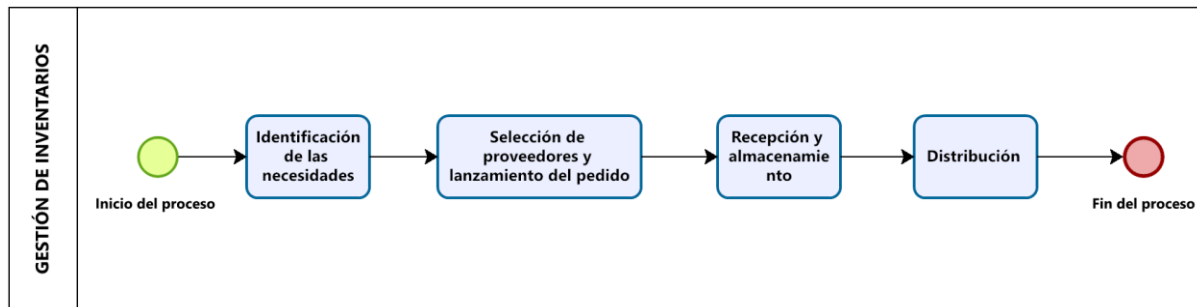 GESTIÓN DE INVENTARIOS
Inicio del proceso
Identificación
de las
necesidades
Selección de
proveedores y
lanzamiento del pedido
Recepción y
almacenamie
nto
Distribución
Fin del proceso